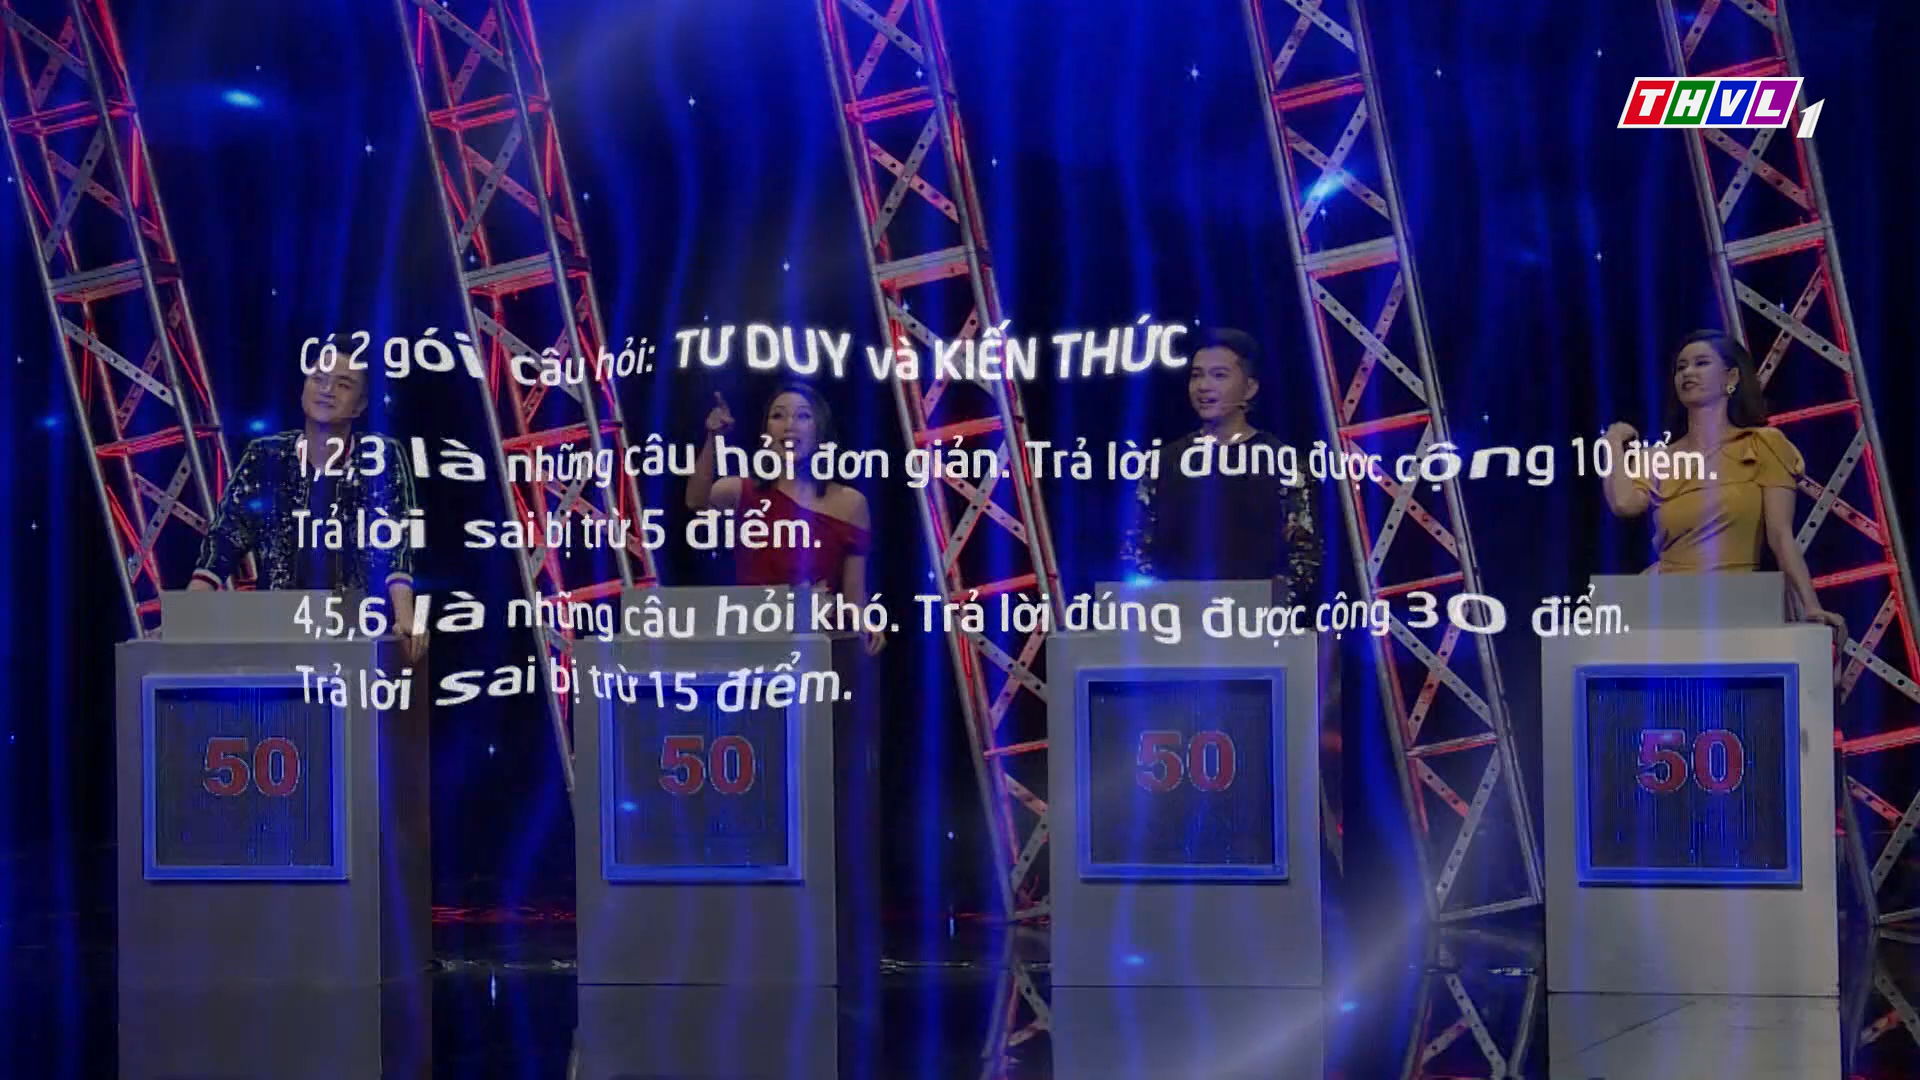 THVL1
Có 2 gói câu hỏi: TƯ DUY và KIẾN THỨC
1,2,3 là những câu hỏi đơn giản. Trả lời đúng được cộng 10 điểm.
Trả lời sai bị trừ 5 điểm.
4,5,6 là những câu hỏi khó. Trả lời đúng được cộng 30 điểm.
Trả lời sai bị trừ 15 điểm.
50 50 50 50